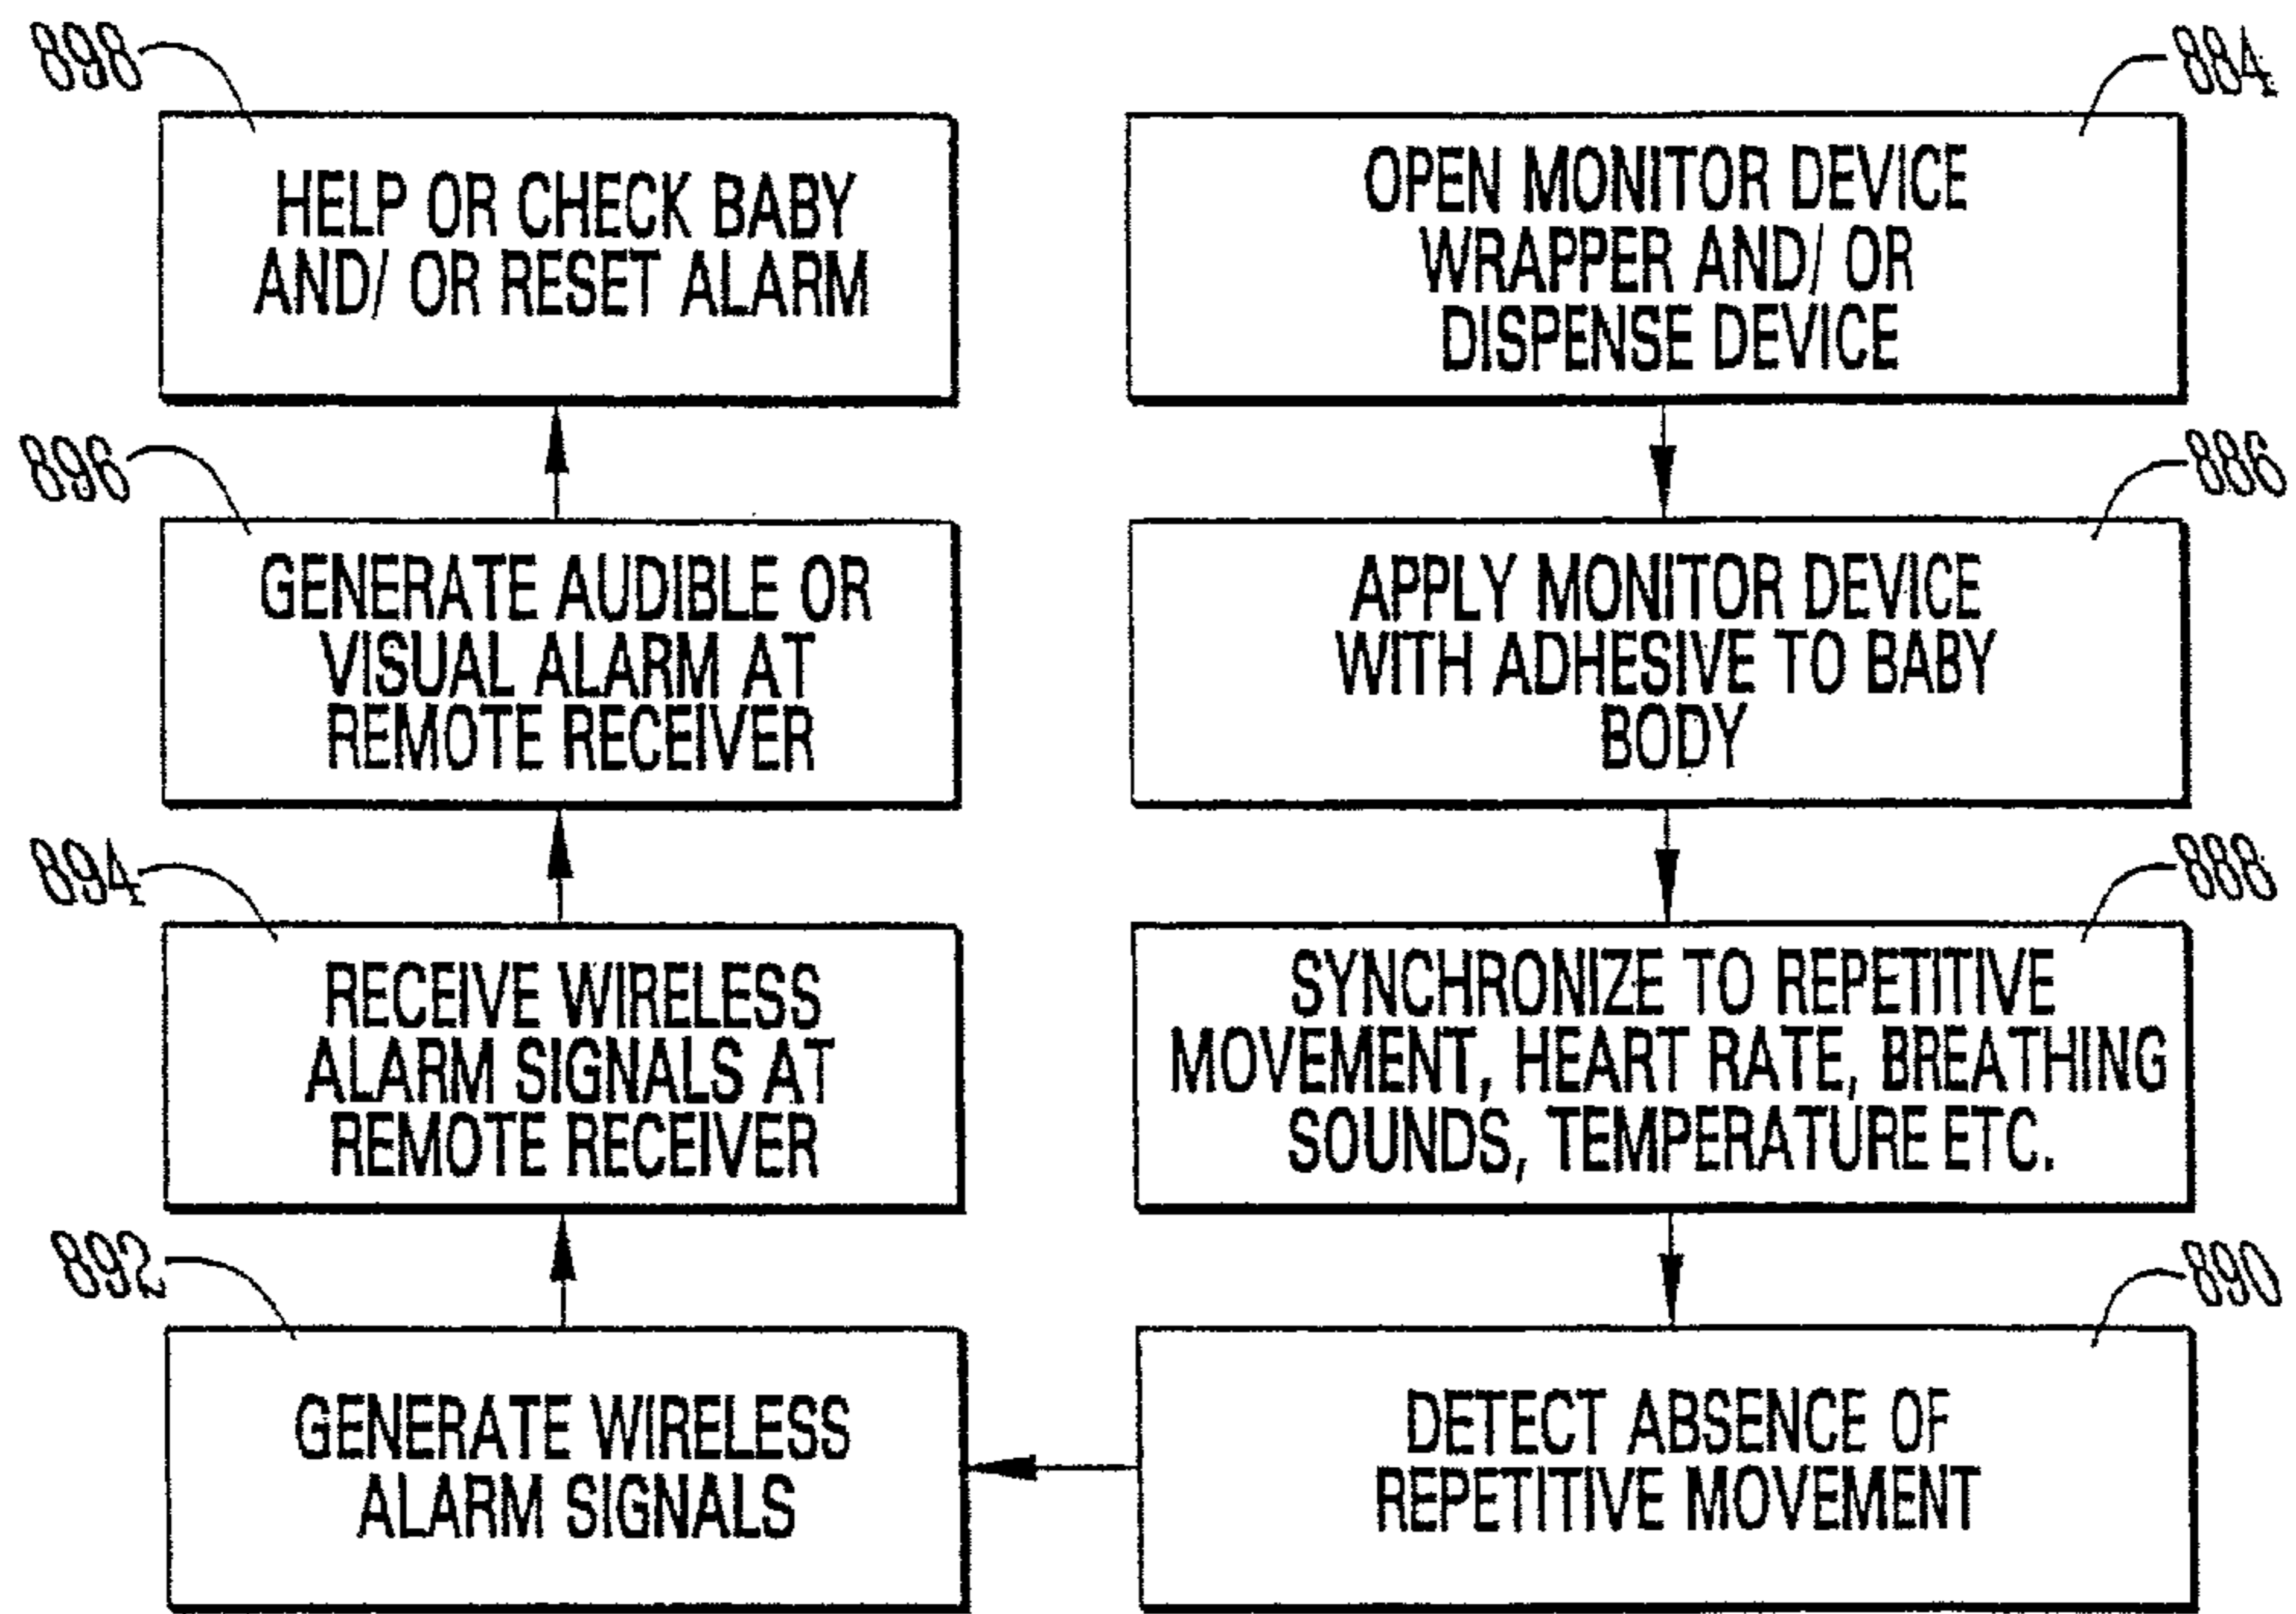 898
HELP OR CHECK BABY
AND/ OR RESET ALARM
896
GENERATE AUDIBLE OR
VISUAL ALARM AT
REMOTE RECEIVER
894
RECEIVE WIRELESS
ALARM SIGNALS AT
REMOTE RECEIVER
892
GENERATE WIRELESS
ALARM SIGNALS
884
OPEN MONITOR DEVICE
WRAPPER AND/ OR
DISPENSE DEVICE
886
APPLY MONITOR DEVICE
WITH ADHESIVE TO BABY
BODY
888
SYNCHRONIZE TO REPETITIVE
MOVEMENT, HEART RATE, BREATHING
SOUNDS, TEMPERATURE ETC.
890
DETECT ABSENCE OF
REPETITIVE MOVEMENT